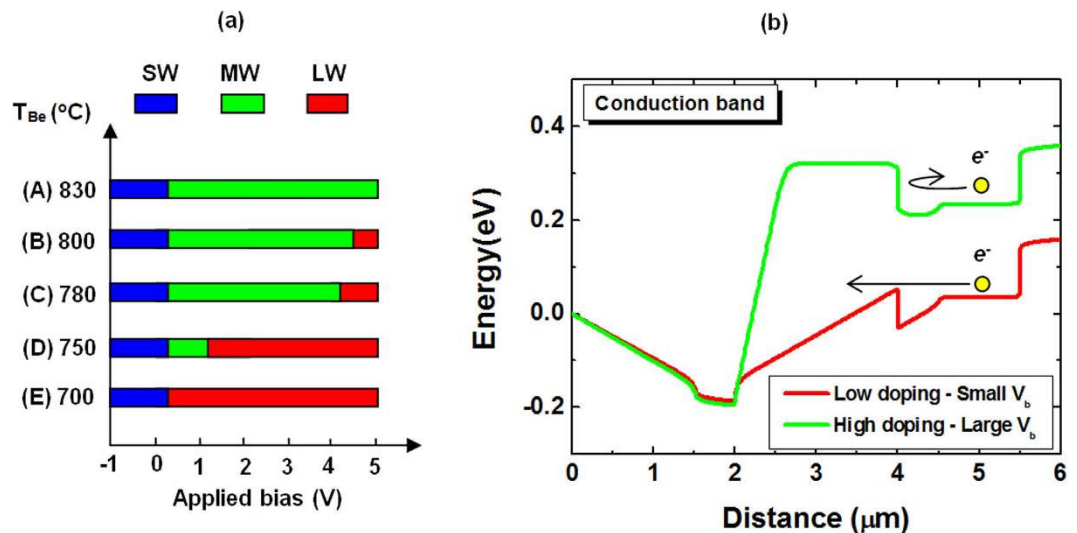 (a)
SW MW LW
T_Be (°C)
(A) 830
(B) 800
(C) 780
(D) 750
(E) 700
-1 0 1 2 3 4 5
Applied bias (V)
(b)
Conduction band
0.4
0.2
0.0
-0.2
Energy(eV)
e-
e-
Low doping - Small V_b
High doping - Large V_b
0 1 2 3 4 5 6
Distance (μm)